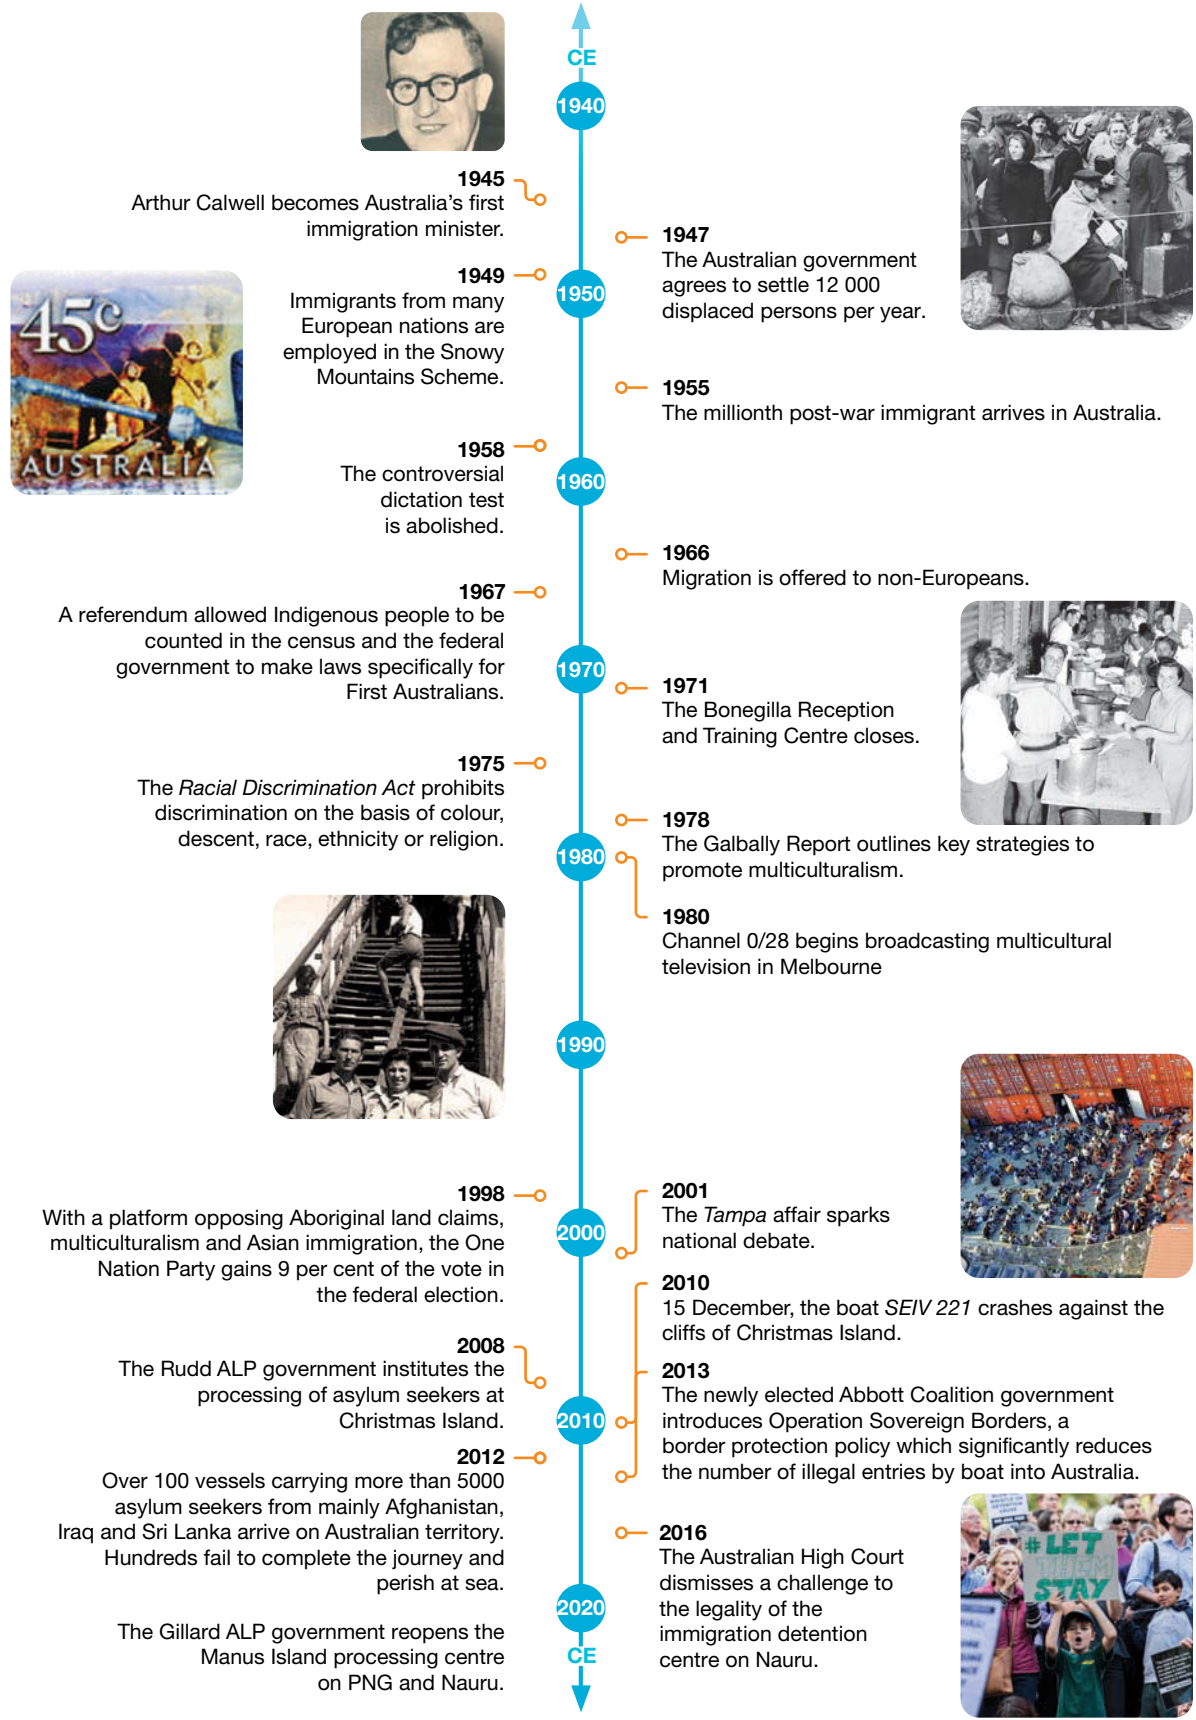 CE
1940
1945
Arthur Calwell becomes Australia’s first
immigration minister.
1947
The Australian government
agrees to settle 12 000
displaced persons per year.
1949
Immigrants from many
European nations are
employed in the Snowy
Mountains Scheme.
45c
AUSTRALIA
1950
1955
The millionth post-war immigrant arrives in Australia.
1958
The controversial
dictation test
is abolished.
1960
1966
Migration is offered to non-Europeans.
1967
A referendum allowed Indigenous people to be
counted in the census and the federal
government to make laws specifically for
First Australians.
1970
1971
The Bonegilla Reception
and Training Centre closes.
1975
The Racial Discrimination Act prohibits
discrimination on the basis of colour,
descent, race, ethnicity or religion.
1978
The Galbally Report outlines key strategies to
promote multiculturalism.
1980
1980
Channel 0/28 begins broadcasting multicultural
television in Melbourne
1990
1998
With a platform opposing Aboriginal land claims,
multiculturalism and Asian immigration, the One
Nation Party gains 9 per cent of the vote in
the federal election.
2000
2001
The Tampa affair sparks
national debate.
2008
The Rudd ALP government institutes the
processing of asylum seekers at
Christmas Island.
2010
15 December, the boat SEIV 221 crashes against the
cliffs of Christmas Island.
2010
2013
The newly elected Abbott Coalition government
introduces Operation Sovereign Borders, a
border protection policy which significantly reduces
the number of illegal entries by boat into Australia.
2012
Over 100 vessels carrying more than 5000
asylum seekers from mainly Afghanistan,
Iraq and Sri Lanka arrive on Australian territory.
Hundreds fail to complete the journey and
perish at sea.
The Gillard ALP government reopens the
Manus Island processing centre
on PNG and Nauru.
2016
The Australian High Court
dismisses a challenge to
the legality of the
immigration detention
centre on Nauru.
#LET
THEM
STAY
2020
CE